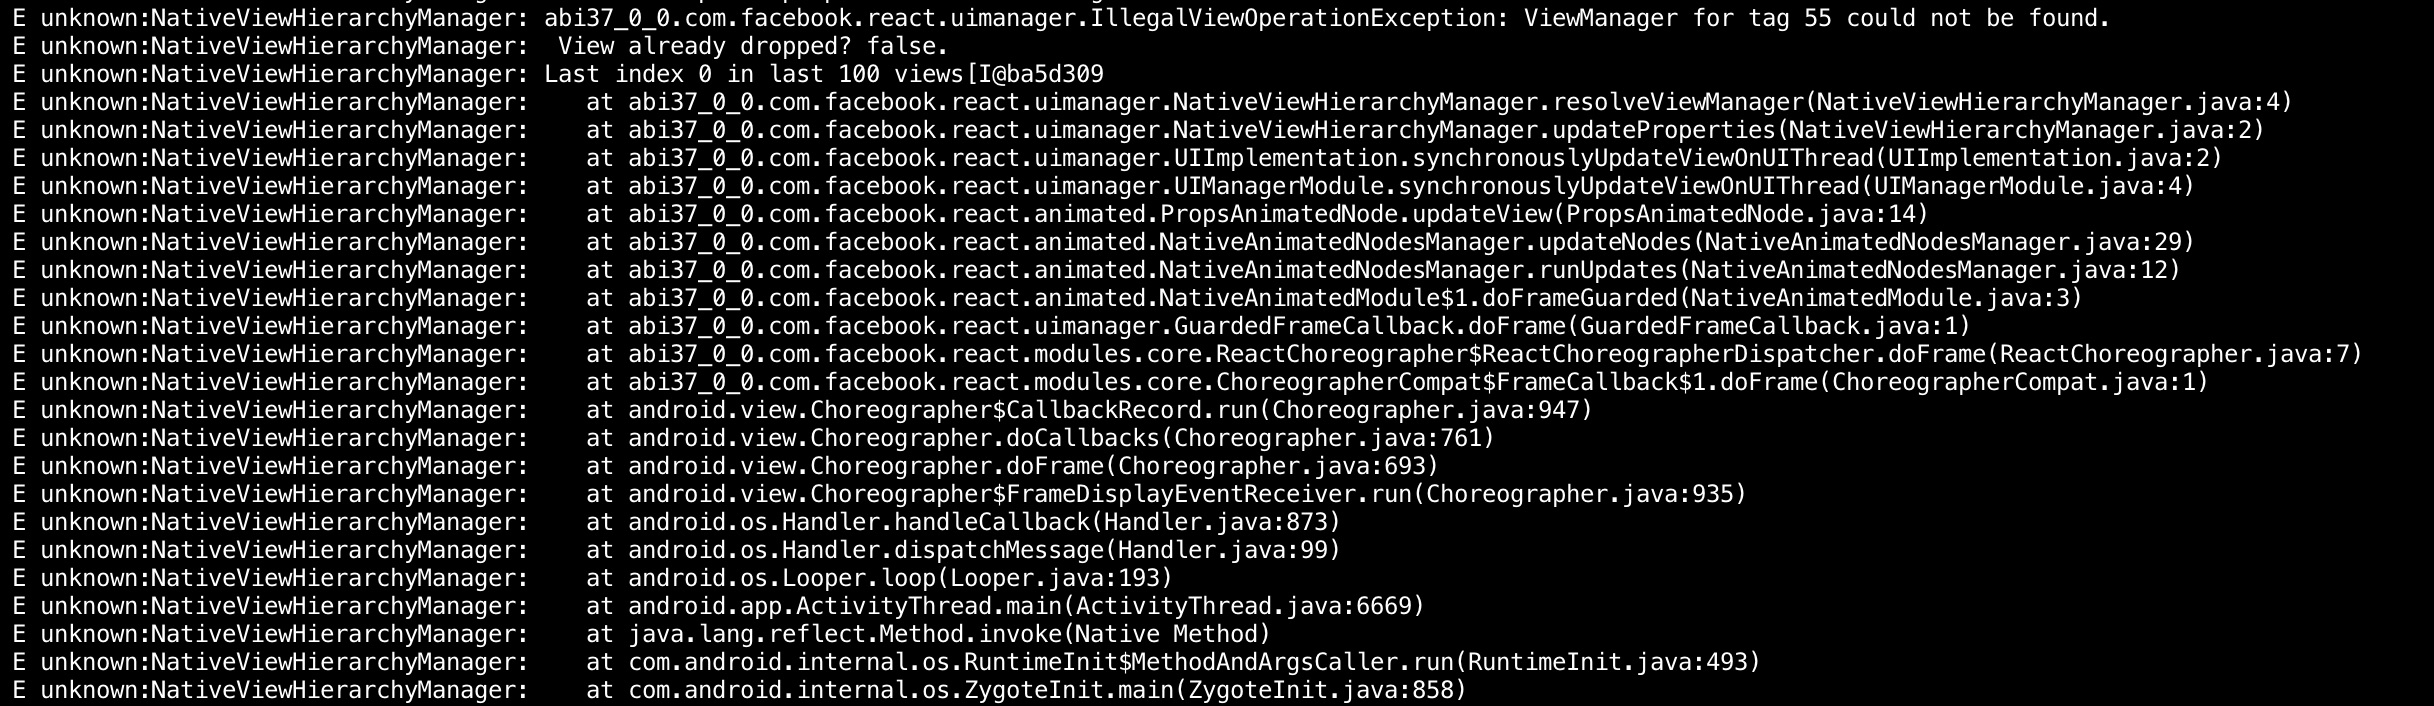 E unknown:NativeViewHierarchyManager: abi37_0_0.com.facebook.react.uimanager.IllegalViewOperationException: ViewManager for tag 55 could not be found.
E unknown:NativeViewHierarchyManager:  View already dropped? false.
E unknown:NativeViewHierarchyManager: Last index 0 in last 100 views[I@ba5d309
E unknown:NativeViewHierarchyManager:    at abi37_0_0.com.facebook.react.uimanager.NativeViewHierarchyManager.resolveViewManager(NativeViewHierarchyManager.java:4)
E unknown:NativeViewHierarchyManager:    at abi37_0_0.com.facebook.react.uimanager.NativeViewHierarchyManager.updateProperties(NativeViewHierarchyManager.java:2)
E unknown:NativeViewHierarchyManager:    at abi37_0_0.com.facebook.react.uimanager.UIImplementation.synchronouslyUpdateViewOnUIThread(UIImplementation.java:2)
E unknown:NativeViewHierarchyManager:    at abi37_0_0.com.facebook.react.uimanager.UIManagerModule.synchronouslyUpdateViewOnUIThread(UIManagerModule.java:4)
E unknown:NativeViewHierarchyManager:    at abi37_0_0.com.facebook.react.animated.PropsAnimatedNode.updateView(PropsAnimatedNode.java:14)
E unknown:NativeViewHierarchyManager:    at abi37_0_0.com.facebook.react.animated.NativeAnimatedNodesManager.updateNodes(NativeAnimatedNodesManager.java:29)
E unknown:NativeViewHierarchyManager:    at abi37_0_0.com.facebook.react.animated.NativeAnimatedNodesManager.runUpdates(NativeAnimatedNodesManager.java:12)
E unknown:NativeViewHierarchyManager:    at abi37_0_0.com.facebook.react.animated.NativeAnimatedModule$1.doFrameGuarded(NativeAnimatedModule.java:3)
E unknown:NativeViewHierarchyManager:    at abi37_0_0.com.facebook.react.uimanager.GuardedFrameCallback.doFrame(GuardedFrameCallback.java:1)
E unknown:NativeViewHierarchyManager:    at abi37_0_0.com.facebook.react.modules.core.ReactChoreographer$ReactChoreographerDispatcher.doFrame(ReactChoreographer.java:7)
E unknown:NativeViewHierarchyManager:    at abi37_0_0.com.facebook.react.modules.core.ChoreographerCompat$FrameCallback$1.doFrame(ChoreographerCompat.java:1)
E unknown:NativeViewHierarchyManager:    at android.view.Choreographer$CallbackRecord.run(Choreographer.java:947)
E unknown:NativeViewHierarchyManager:    at android.view.Choreographer.doCallbacks(Choreographer.java:761)
E unknown:NativeViewHierarchyManager:    at android.view.Choreographer.doFrame(Choreographer.java:693)
E unknown:NativeViewHierarchyManager:    at android.view.Choreographer$FrameDisplayEventReceiver.run(Choreographer.java:935)
E unknown:NativeViewHierarchyManager:    at android.os.Handler.handleCallback(Handler.java:873)
E unknown:NativeViewHierarchyManager:    at android.os.Handler.dispatchMessage(Handler.java:99)
E unknown:NativeViewHierarchyManager:    at android.os.Looper.loop(Looper.java:193)
E unknown:NativeViewHierarchyManager:    at android.app.ActivityThread.main(ActivityThread.java:6669)
E unknown:NativeViewHierarchyManager:    at java.lang.reflect.Method.invoke(Native Method)
E unknown:NativeViewHierarchyManager:    at com.android.internal.os.RuntimeInit$MethodAndArgsCaller.run(RuntimeInit.java:493)
E unknown:NativeViewHierarchyManager:    at com.android.internal.os.ZygoteInit.main(ZygoteInit.java:858)